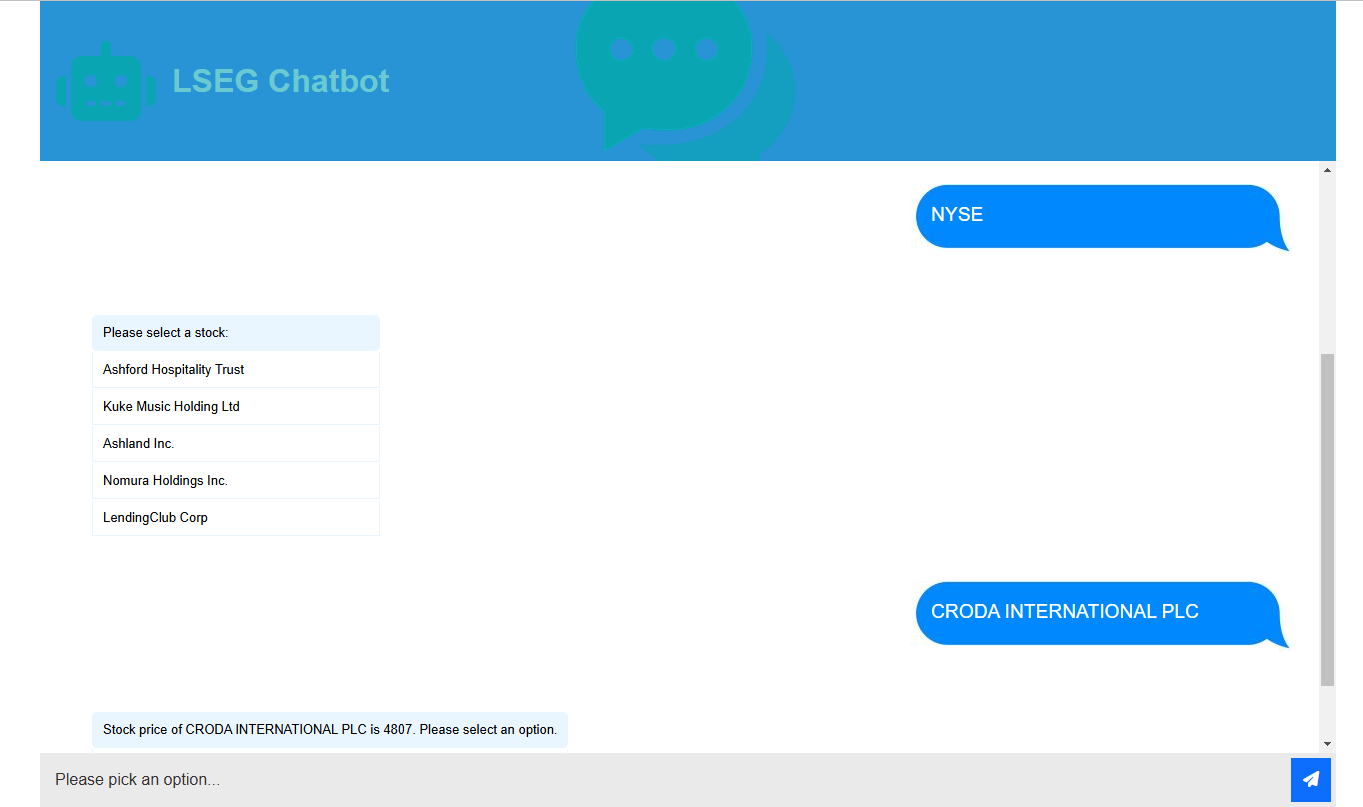 LSEG Chatbot
NYSE
Please select a stock:
Ashford Hospitality Trust
Kuke Music Holding Ltd
Ashland Inc.
Nomura Holdings Inc.
LendingClub Corp
CRODA INTERNATIONAL PLC
Stock price of CRODA INTERNATIONAL PLC is 4807. Please select an option.
Please pick an option...